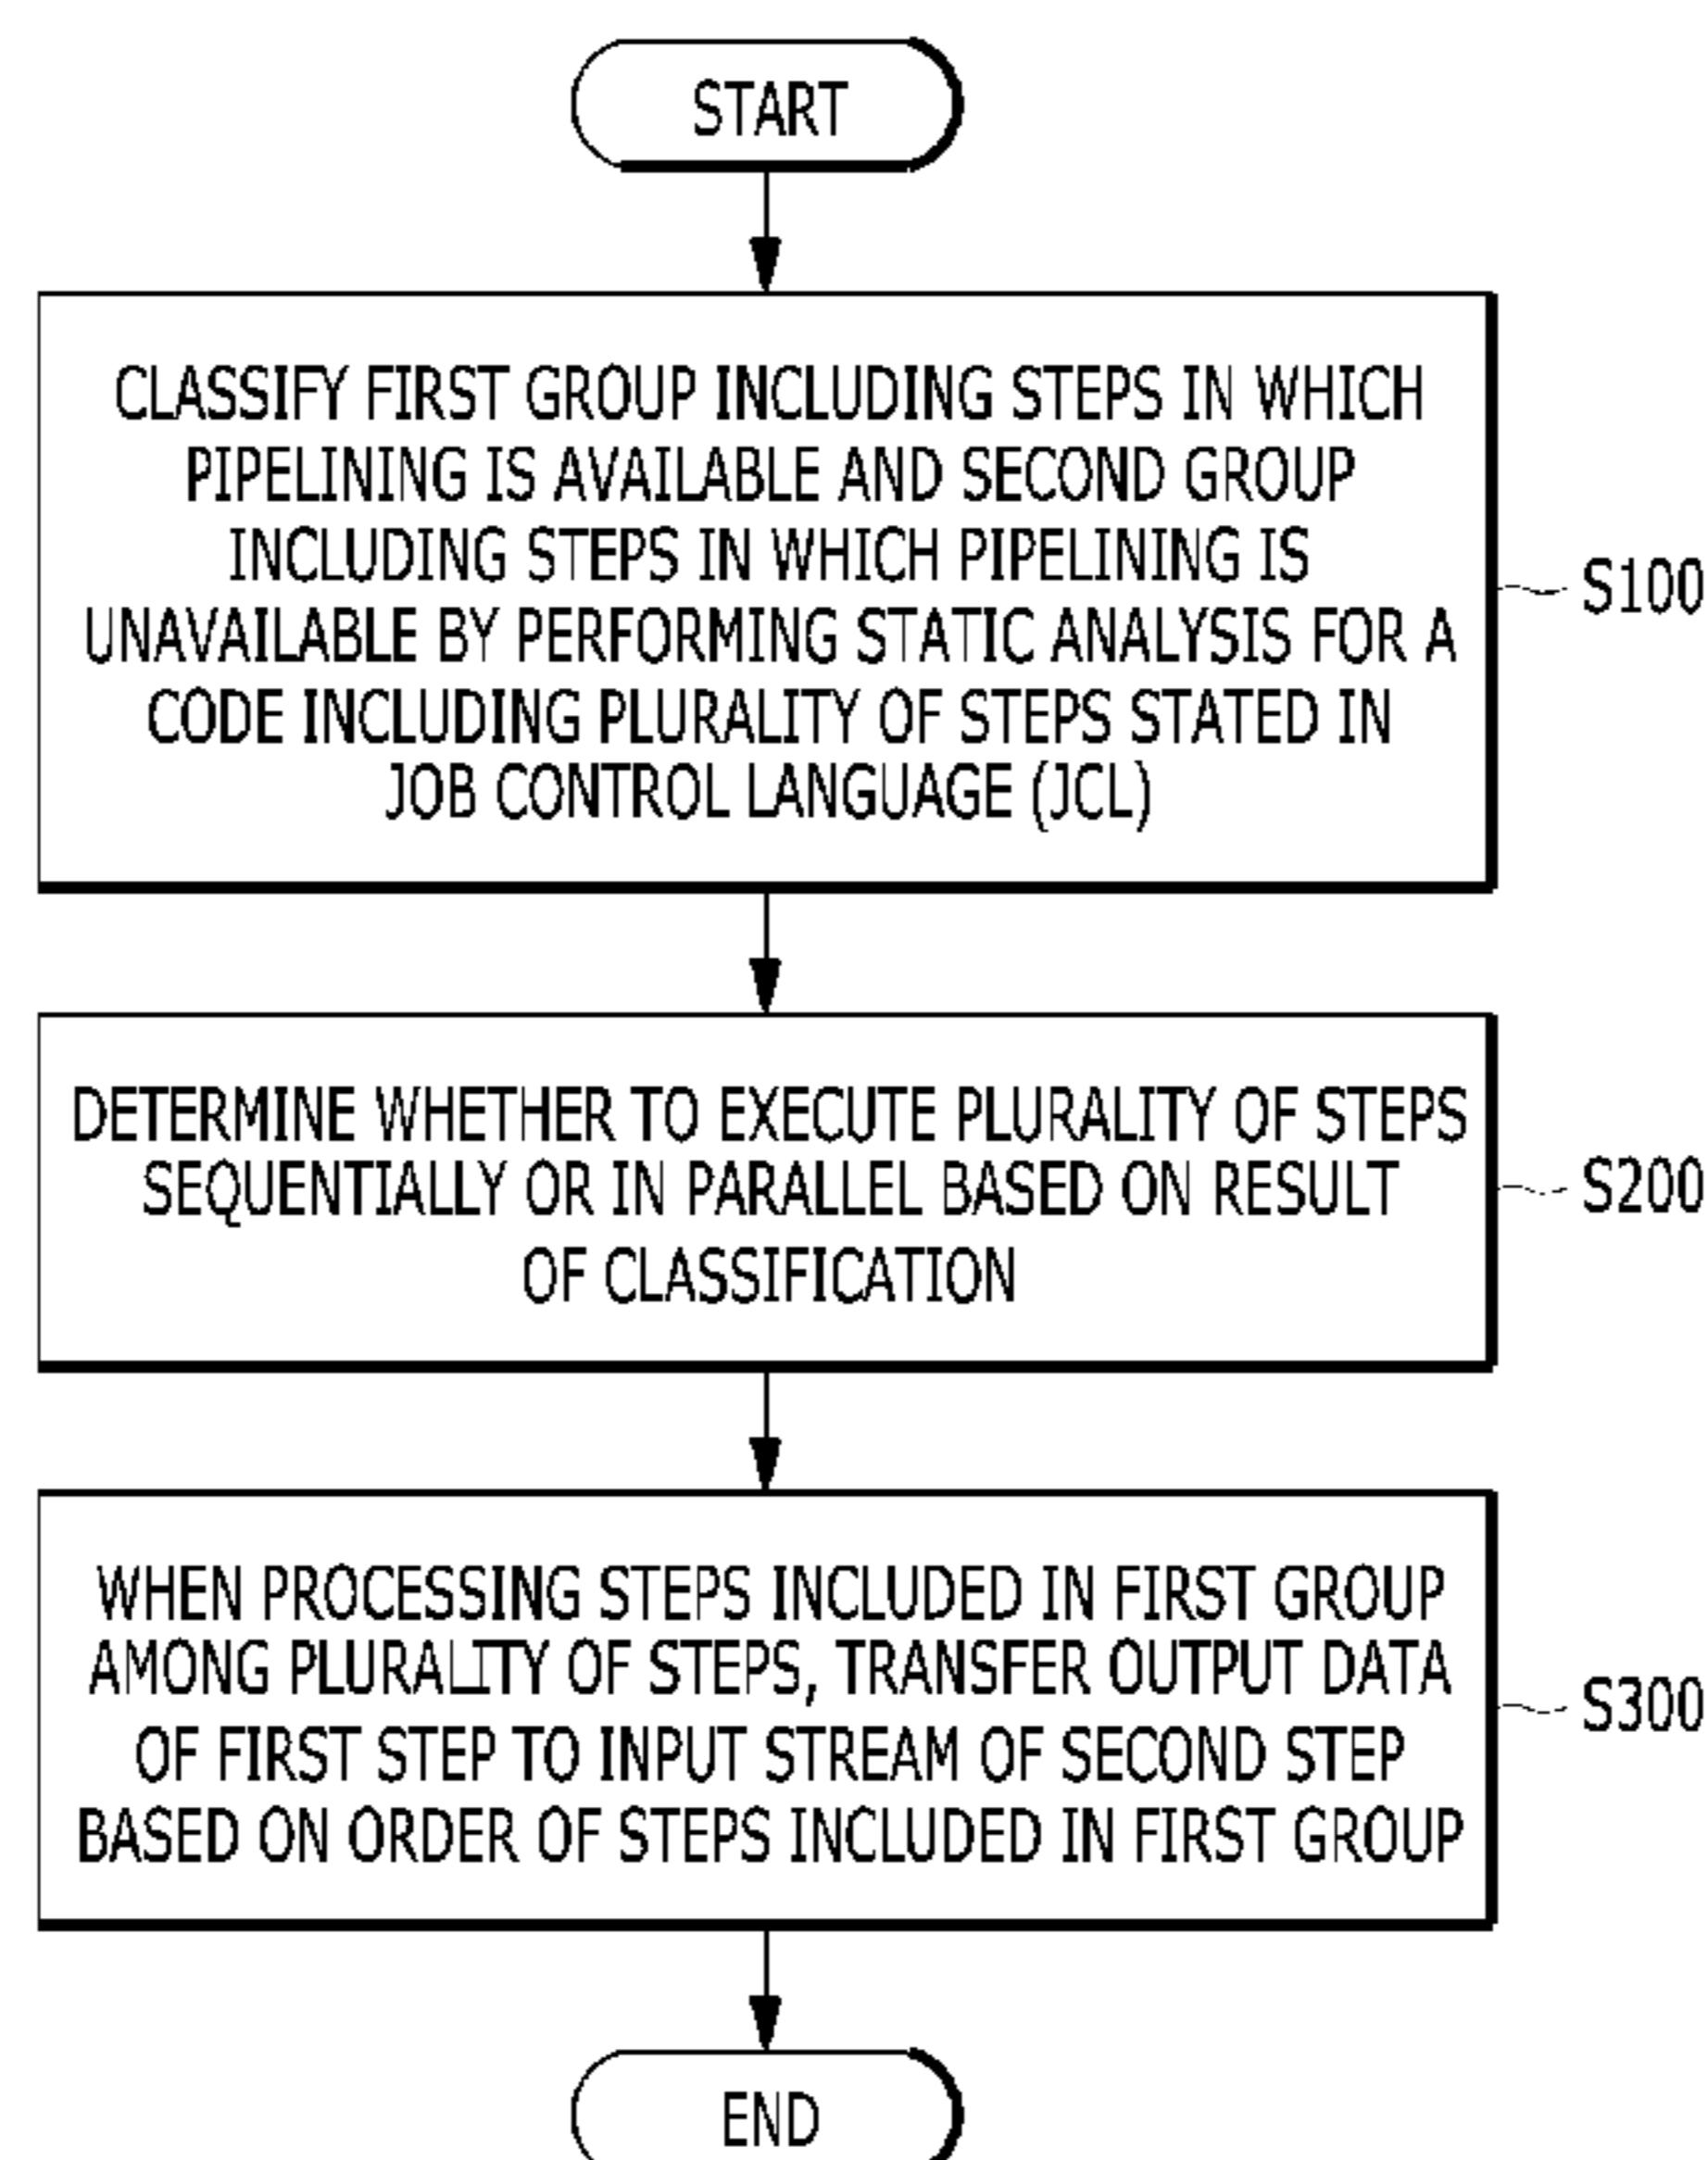 START
CLASSIFY FIRST GROUP INCLUDING STEPS IN WHICH
PIPELINING IS AVAILABLE AND SECOND GROUP
INCLUDING STEPS IN WHICH PIPELINING IS
UNAVAILABLE BY PERFORMING STATIC ANALYSIS FOR A
CODE INCLUDING PLURALITY OF STEPS STATED IN
JOB CONTROL LANGUAGE (JCL)
S100
DETERMINE WHETHER TO EXECUTE PLURALITY OF STEPS
SEQUENTIALLY OR IN PARALLEL BASED ON RESULT
OF CLASSIFICATION
S200
WHEN PROCESSING STEPS INCLUDED IN FIRST GROUP
AMONG PLURALITY OF STEPS, TRANSFER OUTPUT DATA
OF FIRST STEP TO INPUT STREAM OF SECOND STEP
BASED ON ORDER OF STEPS INCLUDED IN FIRST GROUP
S300
END